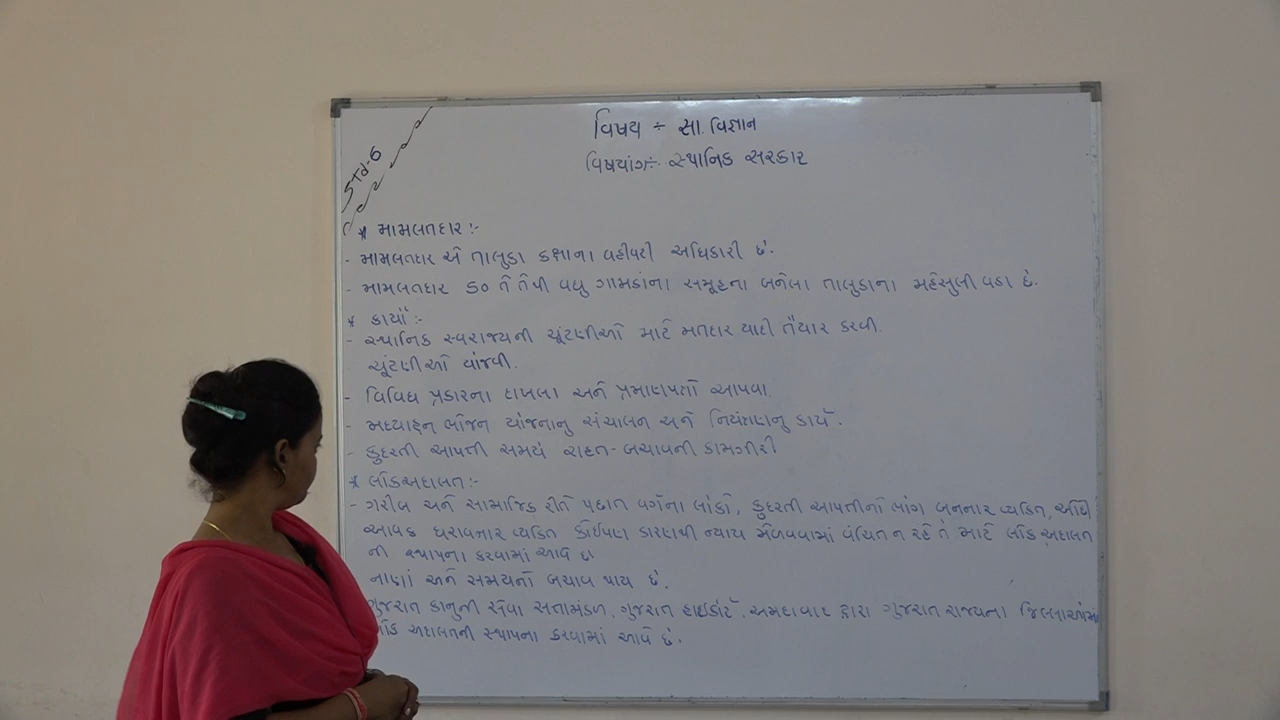 Std:-6
વિષય ÷ સા. વિજ્ઞાન
વિષયાંગ÷ સ્થાનિક સરકાર
* મામલતદાર :-
- મામલતદાર એ તાલુકા કક્ષાના વહીવટી અધિકારી છે.
- મામલતદાર ૬૦ તે તેથી વધુ ગામડાંના સમૂહના બનેલા તાલુકાના મહેસુલી વડા છે.
* કાર્યો :-
- સ્થાનિક સ્વરાજ્યની ચૂંટણીઓ માટે મતદાર યાદી તૈયાર કરવી.
ચૂંટણીઓ યોજવી.
- વિવિધ પ્રકારના દાખલા અને પ્રમાણપત્રો આપવા.
- મધ્યાહન ભોજન યોજનાનુ સંચાલન અને નિયંત્રણનુ કાર્ય.
- કુદરતી આપત્તી સમયે રાહત-બચાવની કામગીરી
* લોકઅદાલત :-
- ગરીબ અને સામાજિક રીતે પછાત વર્ગના લોકો, કુદરતી આપત્તીનો ભોગ બનનાર વ્યકિત, ઓછી
આવક ધરાવનાર વ્યકિત કોઈપણ કારણથી ન્યાય મેળવવામાં વંચિત ન રહે તે માટે લોક અદાલત
ની સ્થાપના કરવામાં આવે છે
નાણાં અને સમયનો બચાવ થાય છે.
ગુજરાત કાનુની સેવા સતામંડળ, ગુજરાત હાઈકોર્ટ, અમદાવાદ દ્વારા ગુજરાત રાજ્યના જિલ્લાઓમાં
લોક અદાલતની સ્થાપના કરવામાં આવે છે.